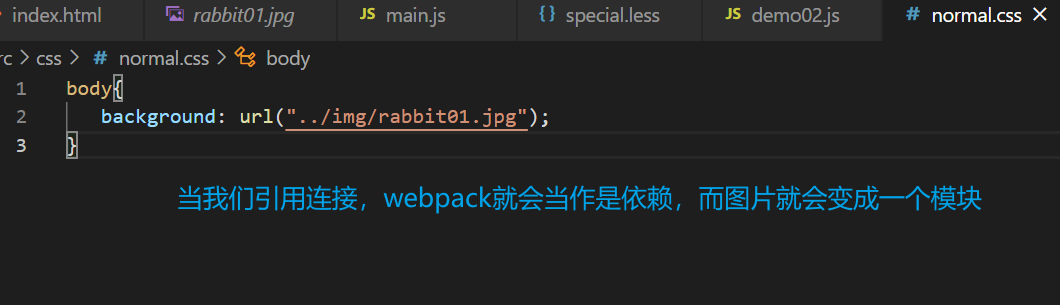 index.html rabbit01.jpg JS main.js {} special.less JS demo02.js # normal.css ×
rc > css > # normal.css > body
1 body{
2 background: url("../img/rabbit01.jpg");
3 }
当我们引用连接，webpack就会当作是依赖，而图片就会变成一个模块